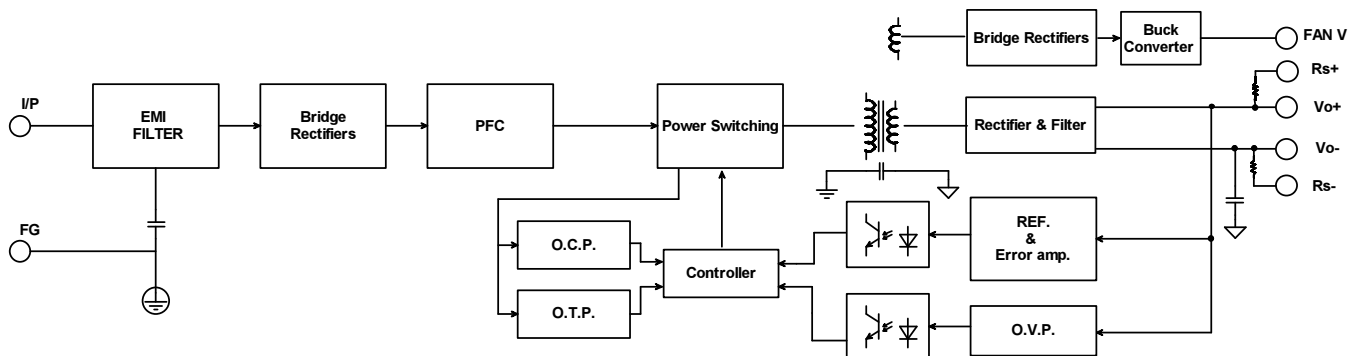 Bridge Rectifiers
Buck
Converter
FAN V
Rs+
I/P
EMI
FILTER
Bridge
Rectifiers
PFC
Power Switching
Rectifier & Filter
Vo+
Vo-
Rs-
FG
O.C.P.
Controller
REF.
&
Error amp.
O.T.P.
O.V.P.